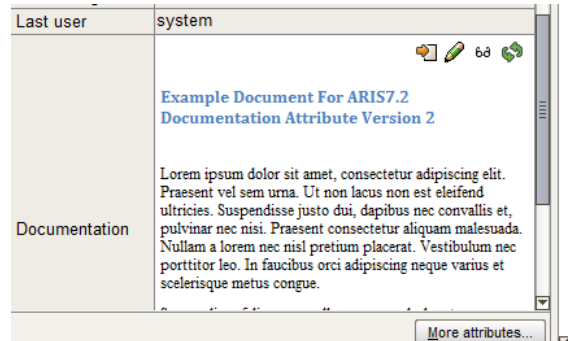 Last user
system
Example Document For ARIS7.2
Documentation Attribute Version 2
Lorem ipsum dolor sit amet, consectetur adipiscing elit.
Praesent vel sem urna. Ut non lacus non est eleifend
ultricies. Suspendisse justo dui, dapibus nec convallis et,
pulvinar nec nisi. Praesent consectetur aliquam malesuada.
Nullam a lorem nec nisl pretium placerat. Vestibulum nec
porttitor leo. In faucibus orci adipiscing neque varius et
scelerisque metus congue.
Documentation
More attributes...